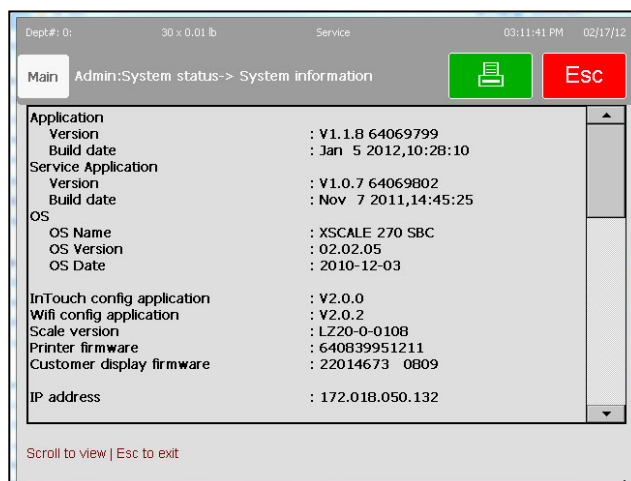 Dept#: 0: 30 x 0.01 lb Service 03:11:41 PM 02/17/12
Main Admin:System status-> System information Esc
Application
Version : V1.1.8 64069799
Build date : Jan 5 2012,10:28:10
Service Application
Version : V1.0.7 64069802
Build date : Nov 7 2011,14:45:25
OS
OS Name : XSCALE 270 SBC
OS Version : 02.02.05
OS Date : 2010-12-03
InTouch config application : V2.0.0
Wifi config application : V2.0.2
Scale version : LZ20-0-0108
Printer firmware : 640839951211
Customer display firmware : 22014673 0809
IP address : 172.018.050.132
Scroll to view | Esc to exit